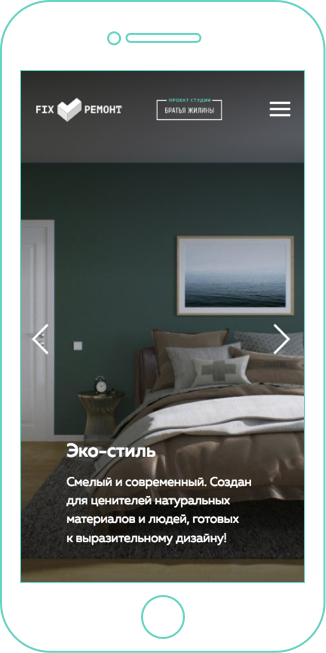 FIX РЕМОНТ
ПРОЕКТ СТУДИИ
БРАТЬЯ ЖИЛИНЫ
Эко-стиль
Смелый и современный. Создан
для ценителей натуральных
материалов и людей, готовых
к выразительному дизайну!